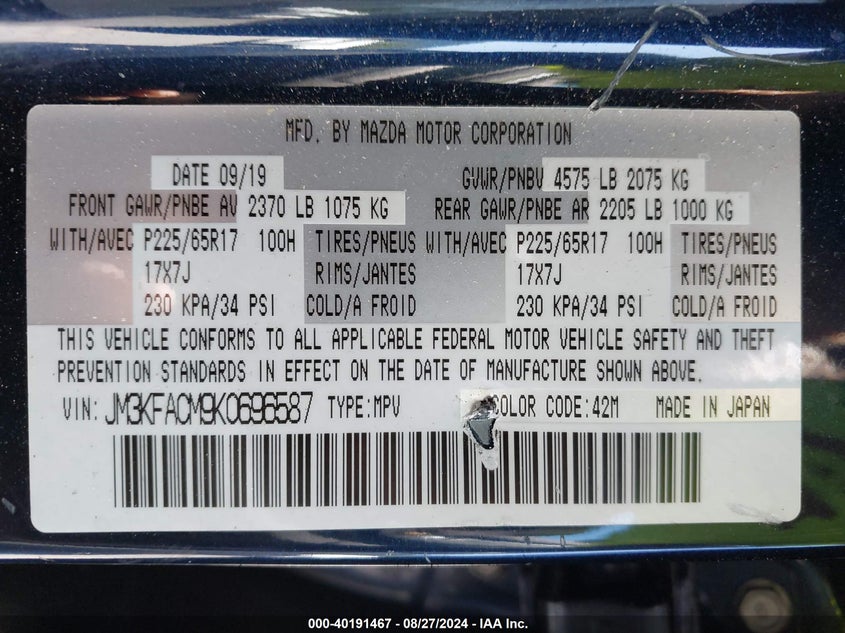 MFD. BY MAZDA MOTOR CORPORATION
DATE 09/19 GVWR/PNBV 4575 LB 2075 KG
FRONT GAWR/PNBE AV 2370 LB 1075 KG REAR GAWR/PNBE AR 2205 LB 1000 KG
WITH/AVEC P225/65R17 100H TIRES/PNEUS WITH/AVEC P225/65R17 100H TIRES/PNEUS
17X7J RIMS/JANTES 17X7J RIMS/JANTES
230 KPA/34 PSI COLD/A FROID 230 KPA/34 PSI COLD/A FROID
THIS VEHICLE CONFORMS TO ALL APPLICABLE FEDERAL MOTOR VEHICLE SAFETY AND THEFT
PREVENTION STANDARDS IN EFFECT ON THE DATE OF MANUFACTURE SHOWN ABOVE.
VIN: JM3KFACM9K0696587 TYPE:MPV COLOR CODE:42M MADE IN JAPAN
000-40191467 - 08/27/2024 - IAA Inc.